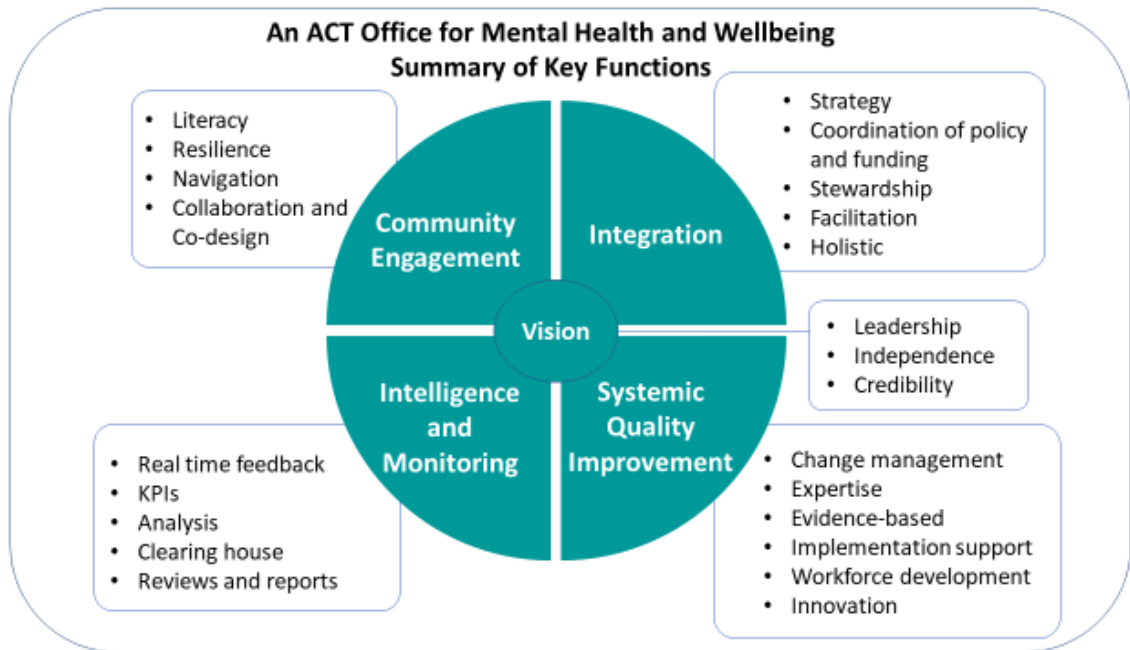 An ACT Office for Mental Health and Wellbeing
Summary of Key Functions
• Literacy
• Resilience
• Navigation
• Collaboration and
Co-design
Community
Engagement
Integration
• Strategy
• Coordination of policy
and funding
• Stewardship
• Facilitation
• Holistic
Vision
• Leadership
• Independence
• Credibility
Intelligence
and
Monitoring
Systemic
Quality
Improvement
• Real time feedback
• KPIs
• Analysis
• Clearing house
• Reviews and reports
• Change management
• Expertise
• Evidence-based
• Implementation support
• Workforce development
• Innovation